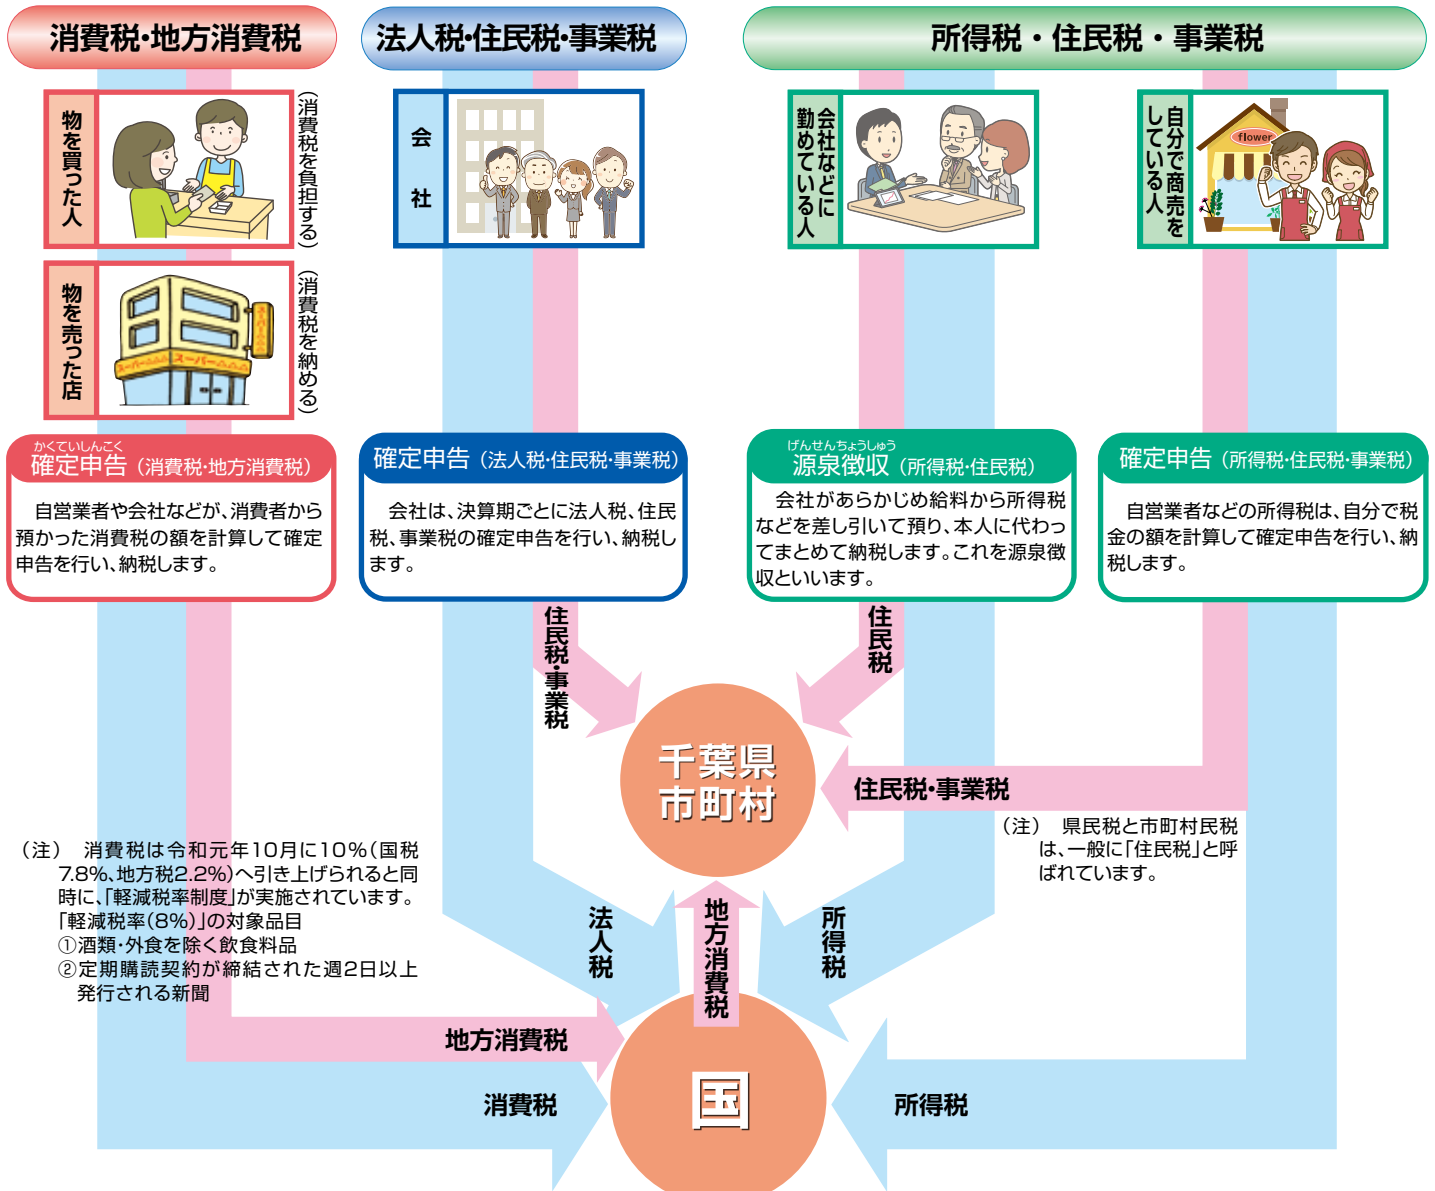 消費税・地方消費税
法人税・住民税・事業税
所得税・住民税・事業税
物を買った人
(消費税を負担する)
物を売った店
スーパー△△△
スーパー△△△
スーパー
(消費税を納める)
会社
会社などに
勤めている人
自分で商売を
している人
flower
かくていしんこく
確定申告(消費税・地方消費税)
自営業者や会社などが、消費者から
預かった消費税の額を計算して確定
申告を行い、納税します。
確定申告(法人税・住民税・事業税)
会社は、決算期ごとに法人税、住民
税、事業税の確定申告を行い、納税し
ます。
げんせんちょうしゅう
源泉徴収(所得税・住民税)
会社があらかじめ給料から所得税
などを差し引いて預り、本人に代わっ
てまとめて納税します。これを源泉徴
収といいます。
確定申告(所得税・住民税・事業税)
自営業者などの所得税は、自分で税
金の額を計算して確定申告を行い、納
税します。
住民税・事業税
住民税
千葉県
市町村
住民税・事業税
(注) 県民税と市町村民税
は、一般に「住民税」と呼
ばれています。
(注) 消費税は令和元年10月に10%(国税
7.8%、地方税2.2%)へ引き上げられると同
時に、「軽減税率制度」が実施されています。
「軽減税率(8%)」の対象品目
①酒類・外食を除く飲食料品
②定期購読契約が締結された週2日以上
発行される新聞
法人税
地方消費税
所得税
地方消費税
消費税
国
所得税